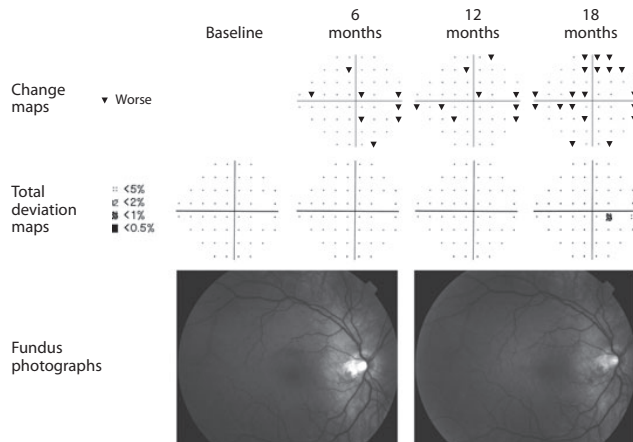 Baseline
6
months
12
months
18
months
Change
maps
▼ Worse
Total
deviation
maps
<5%
<2%
<1%
<0.5%
Fundus
photographs